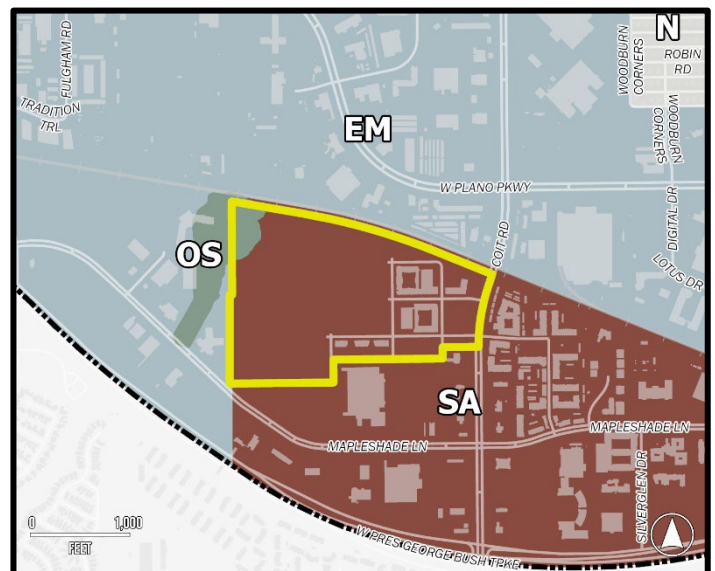 FULGHAM RD
TRADITION
TRL
EM
N
WOODBURN
CORNERS
ROBIN
RD
WOODBURN
CORNERS
W PLANO PKWY
COIT RD
DIGITAL DR
LOTUS DR
OS
SA
MAPLESHADE LN
MAPLESHADE LN
SILVERGLEN DR
W PRES GEORGE BUSH TPKE
0 1,000
FEET